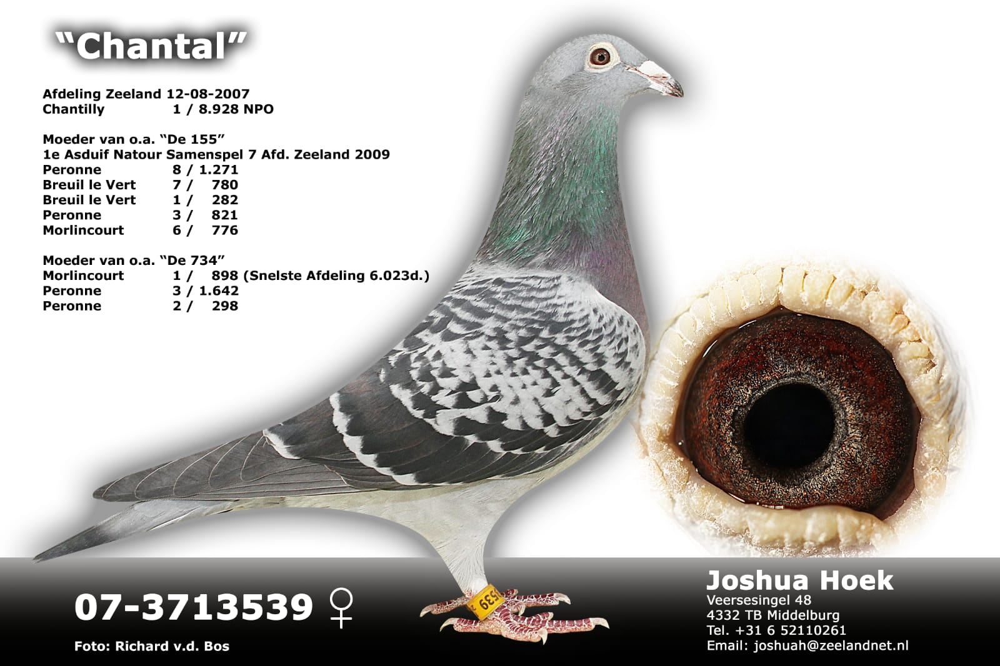 “Chantal”
Afdeling Zeeland 12-08-2007
Chantilly 1 / 8.928 NPO
Moeder van o.a. “De 155”
1e Asduif Natour Samenspel 7 Afd. Zeeland 2009
Peronne 8 / 1.271
Breuil le Vert 7 / 780
Breuil le Vert 1 / 282
Peronne 3 / 821
Morlincourt 6 / 776
Moeder van o.a. “De 734”
Morlincourt 1 / 898 (Snelste Afdeling 6.023d.)
Peronne 3 / 1.642
Peronne 2 / 298
07-3713539 ♀
Foto: Richard v.d. Bos
539
Joshua Hoek
Veersesingel 48
4332 TB Middelburg
Tel. +31 6 52110261
Email: joshuah@zeelandnet.nl